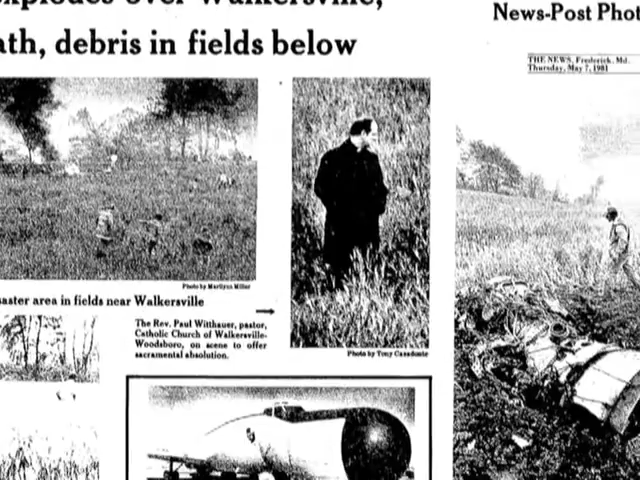 explodes over Walkersville,
ath, debris in fields below
News-Post Phot
THE NEWS, Frederick, Md.
Thursday, May 7, 1981
Photo by Marilynn Miller
saster area in fields near Walkersville
The Rev. Paul Witthauer, pastor,
Catholic Church of Walkersville-
Woodsboro, on scene to offer
sacramental absolution.
Photo by Tony Casadonte